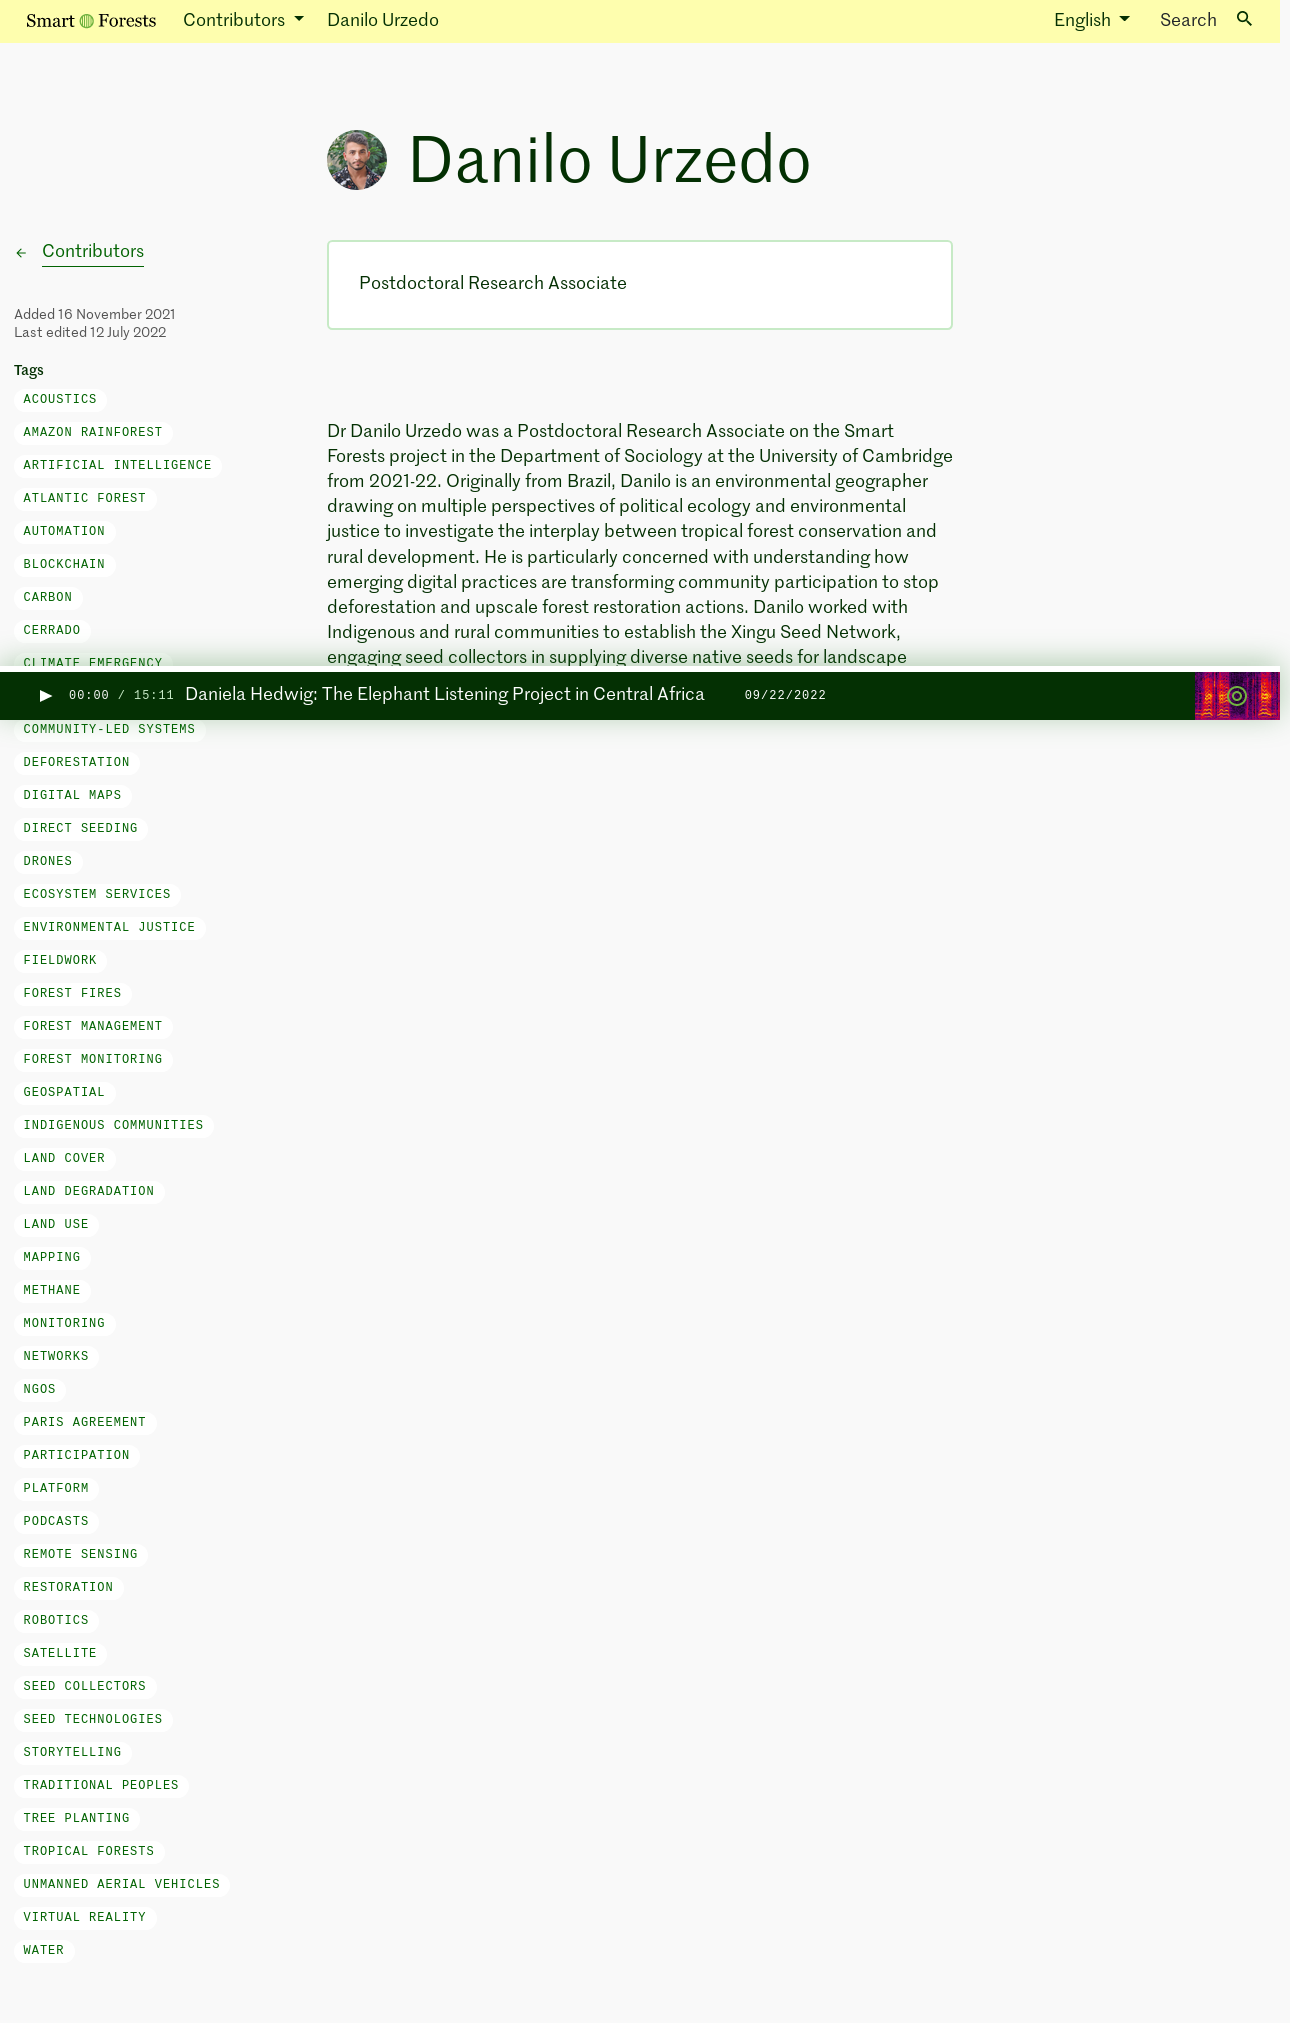 Smart Forests Contributors Danilo Urzedo English Search
Danilo Urzedo
Contributors
Postdoctoral Research Associate
Added 16 November 2021
Last edited 12 July 2022
Tags
ACOUSTICS
AMAZON RAINFOREST
ARTIFICIAL INTELLIGENCE
ATLANTIC FOREST
AUTOMATION
BLOCKCHAIN
CARBON
CERRADO
CLIMATE EMERGENCY
Dr Danilo Urzedo was a Postdoctoral Research Associate on the Smart
Forests project in the Department of Sociology at the University of Cambridge
from 2021-22. Originally from Brazil, Danilo is an environmental geographer
drawing on multiple perspectives of political ecology and environmental
justice to investigate the interplay between tropical forest conservation and
rural development. He is particularly concerned with understanding how
emerging digital practices are transforming community participation to stop
deforestation and upscale forest restoration actions. Danilo worked with
Indigenous and rural communities to establish the Xingu Seed Network,
engaging seed collectors in supplying diverse native seeds for landscape
00:00 / 15:11 Daniela Hedwig: The Elephant Listening Project in Central Africa 09/22/2022
COMMUNITY-LED SYSTEMS
DEFORESTATION
DIGITAL MAPS
DIRECT SEEDING
DRONES
ECOSYSTEM SERVICES
ENVIRONMENTAL JUSTICE
FIELDWORK
FOREST FIRES
FOREST MANAGEMENT
FOREST MONITORING
GEOSPATIAL
INDIGENOUS COMMUNITIES
LAND COVER
LAND DEGRADATION
LAND USE
MAPPING
METHANE
MONITORING
NETWORKS
NGOS
PARIS AGREEMENT
PARTICIPATION
PLATFORM
PODCASTS
REMOTE SENSING
RESTORATION
ROBOTICS
SATELLITE
SEED COLLECTORS
SEED TECHNOLOGIES
STORYTELLING
TRADITIONAL PEOPLES
TREE PLANTING
TROPICAL FORESTS
UNMANNED AERIAL VEHICLES
VIRTUAL REALITY
WATER